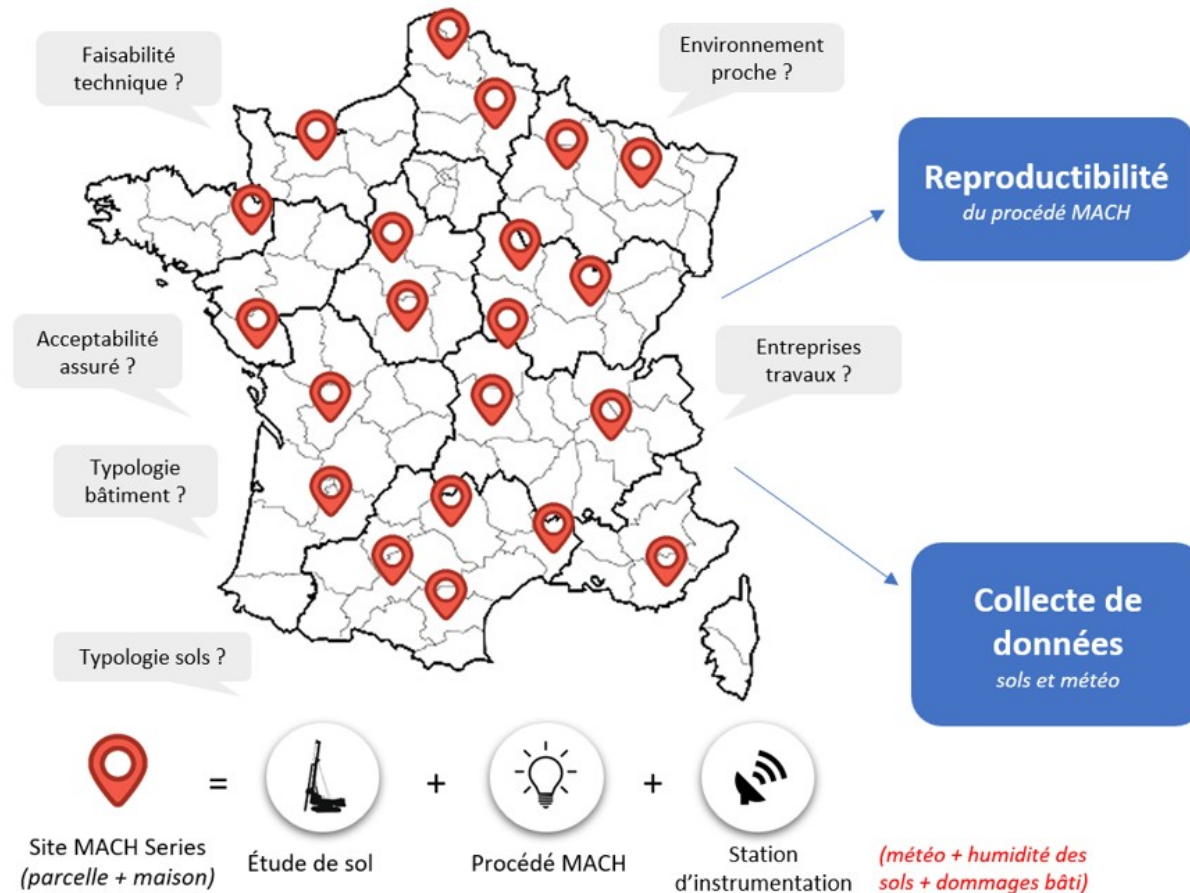 Faisabilité
technique ?
Environnement
proche ?
Reproductibilité
du procédé MACH
Acceptabilité
assuré ?
Entreprises
travaux ?
Typologie
bâtiment ?
Collecte de
données
sols et météo
Typologie sols ?
=
+
+
Site MACH Series
(parcelle + maison)
Étude de sol
Procédé MACH
Station
d'instrumentation
(météo + humidité des
sols + dommages bâti)